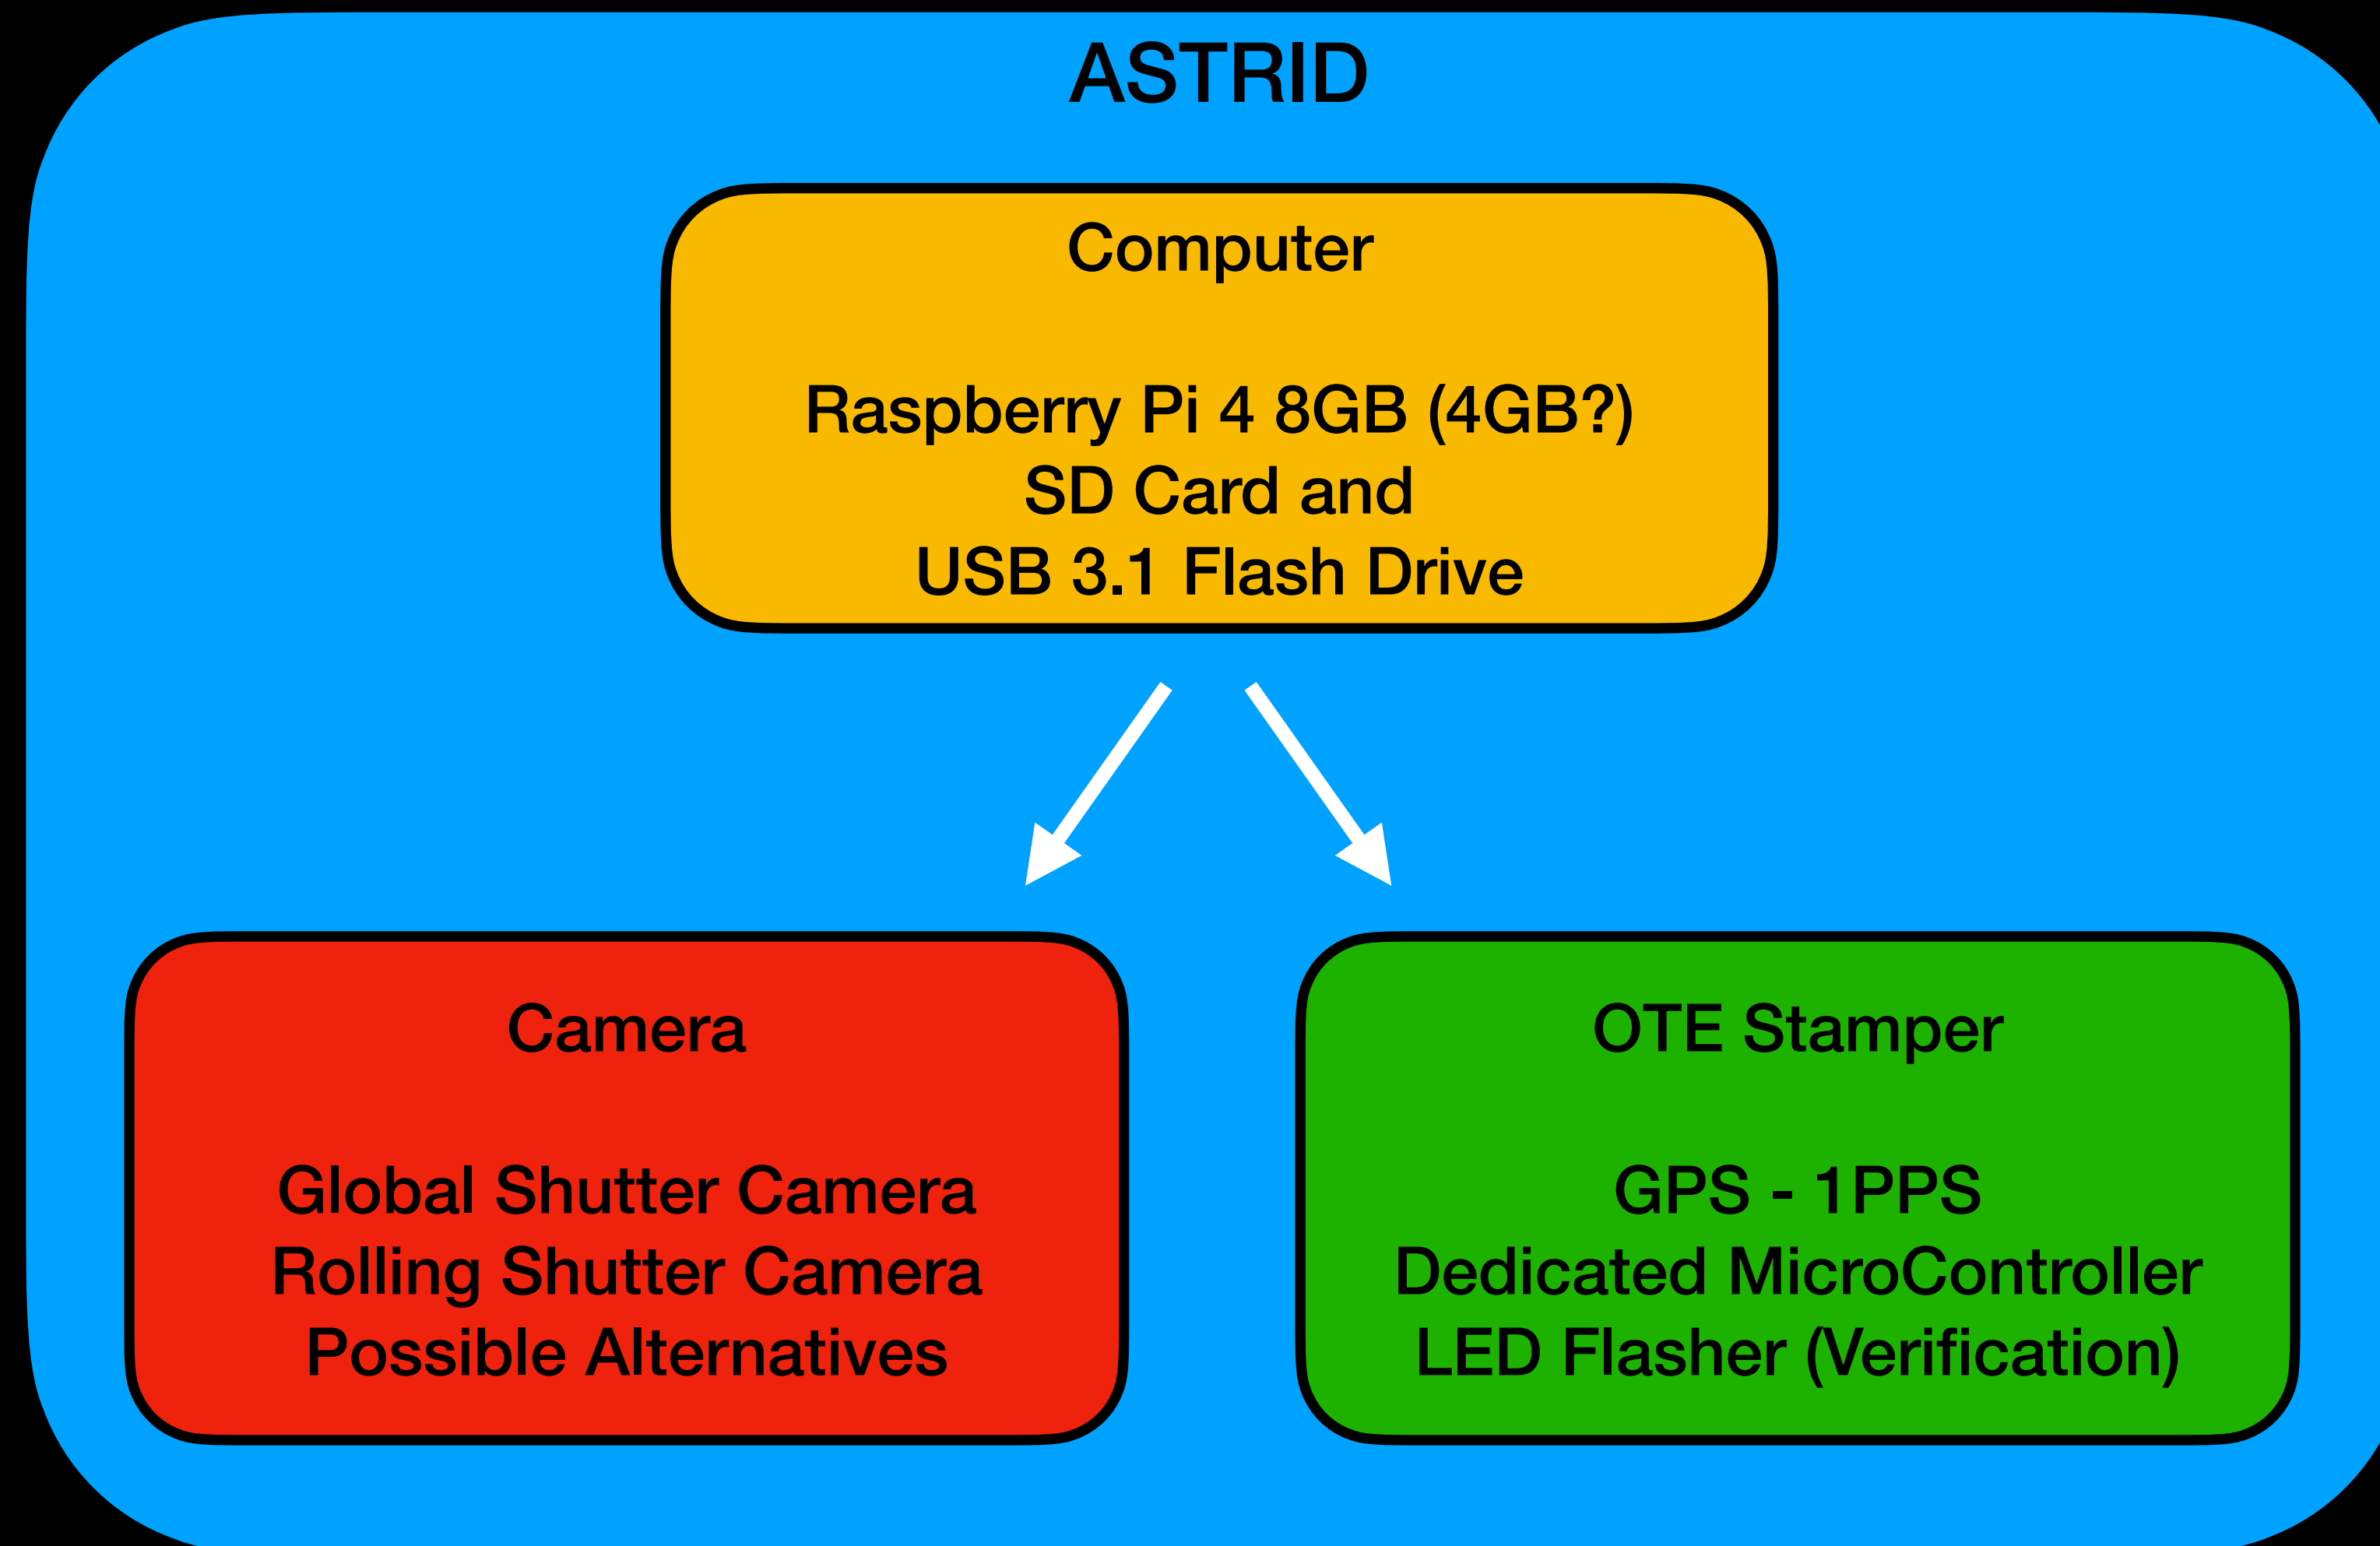 ASTRID
Computer
Raspberry Pi 4 8GB (4GB?)
SD Card and
USB 3.1 Flash Drive
Camera
Global Shutter Camera
Rolling Shutter Camera
Possible Alternatives
OTE Stamper
GPS - 1PPS
Dedicated MicroController
LED Flasher (Verification)